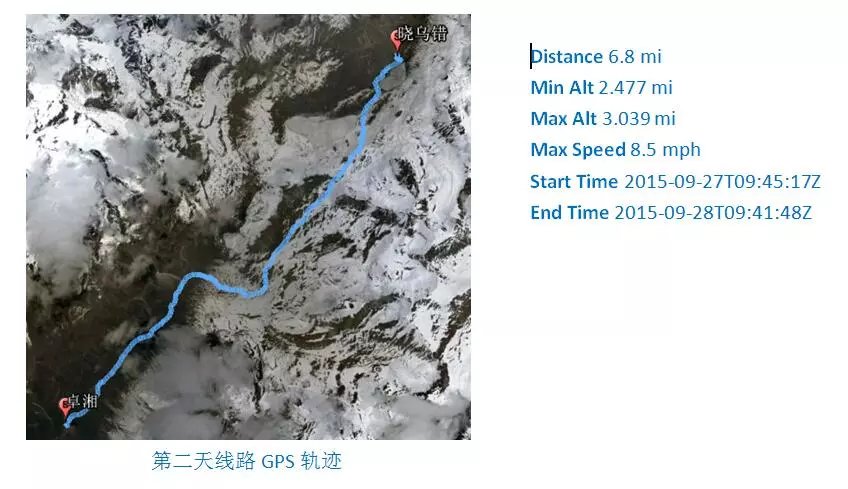 晓乌错
卓湘
Distance 6.8 mi
Min Alt 2.477 mi
Max Alt 3.039 mi
Max Speed 8.5 mph
Start Time 2015-09-27T09:45:17Z
End Time 2015-09-28T09:41:48Z
第二天线路 GPS 轨迹